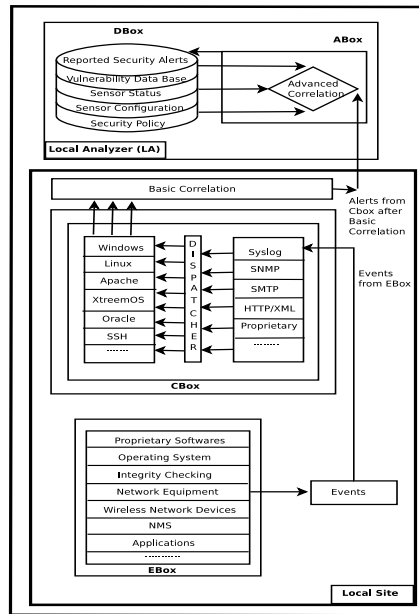 DBox
ABox
Reported Security Alerts
Vulnerability Data Base
Sensor Status
Sensor Configuration
Security Policy
Advanced
Correlation
Local Analyzer (LA)
Basic Correlation
Alerts from
Cbox after
Basic
Correlation
Windows
Linux
Apache
XtreemOS
Oracle
SSH
.......
DISPATCHER
Syslog
SNMP
SMTP
HTTP/XML
Proprietary
........
CBox
Events
from EBox
Proprietary Softwares
Operating System
Integrity Checking
Network Equipment
Wireless Network Devices
NMS
Applications
..........
EBox
Events
Local Site